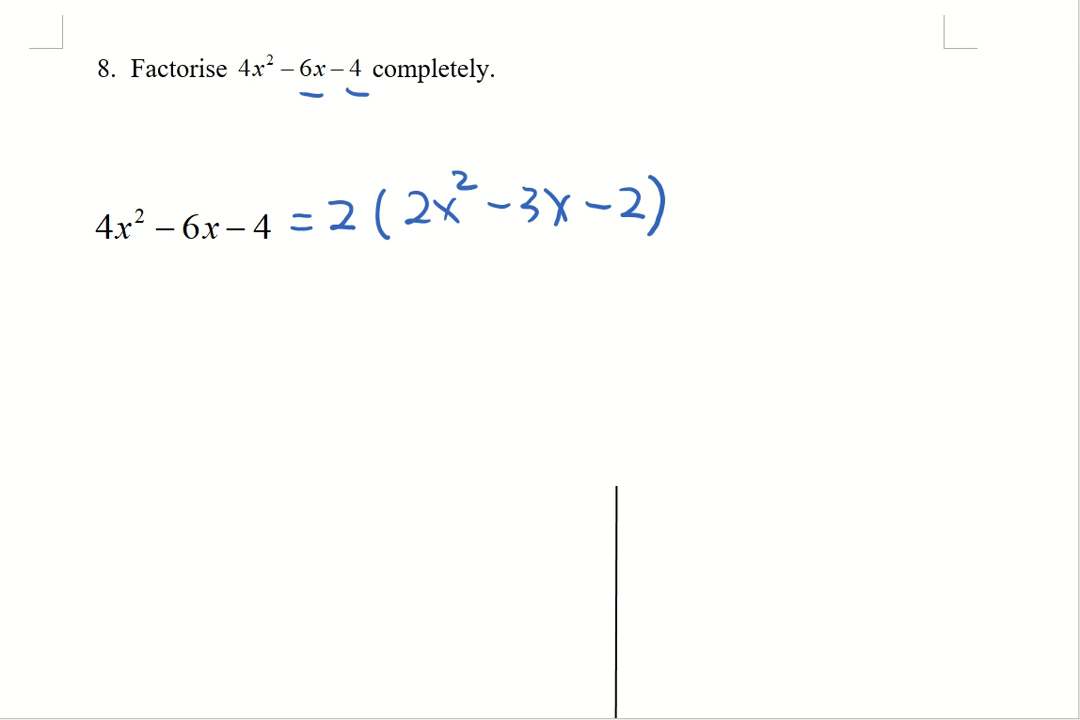 8. Factorise 4x² – 6x – 4 completely.
4x² – 6x – 4 = 2 ( 2x² – 3x – 2)